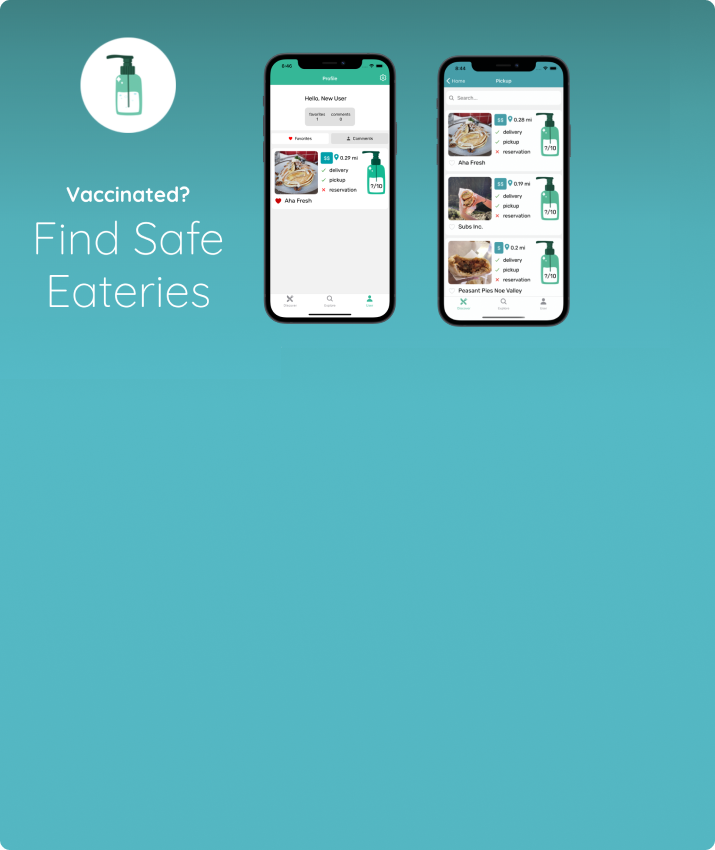 Vaccinated?
Find Safe
Eateries
8:46
Profile
Hello, New User
favorites comments
1 0
Favorites Comments
$$ 0.29 mi
delivery
pickup
reservation
?/10
Aha Fresh
Discover Explore User
8:44
Home Pickup
Search...
$$ 0.28 mi
delivery
pickup
reservation
?/10
Aha Fresh
$ 0.19 mi
delivery
pickup
reservation
?/10
Subs Inc.
$ 0.2 mi
delivery
pickup
reservation
?/10
Peasant Pies Noe Valley
Discover Explore User